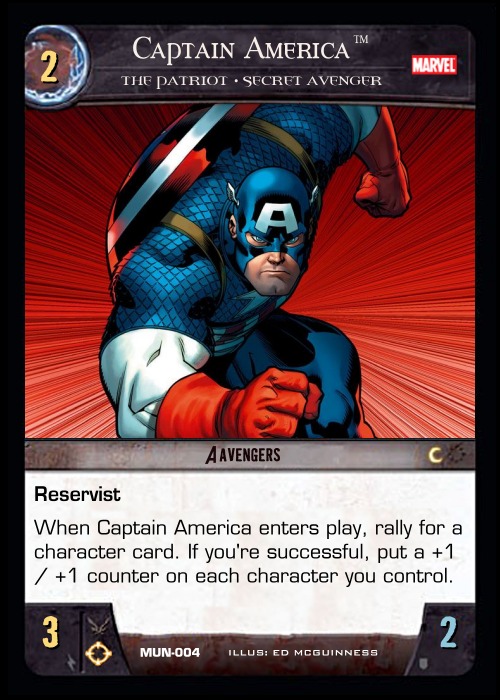 2
CAPTAIN AMERICA™
THE PATRIOT • SECRET AVENGER
MARVEL
A
A AVENGERS
C
Reservist
When Captain America enters play, rally for a
character card. If you're successful, put a +1
/ +1 counter on each character you control.
3
2
MUN-004
ILLUS: ED MCGUINNESS